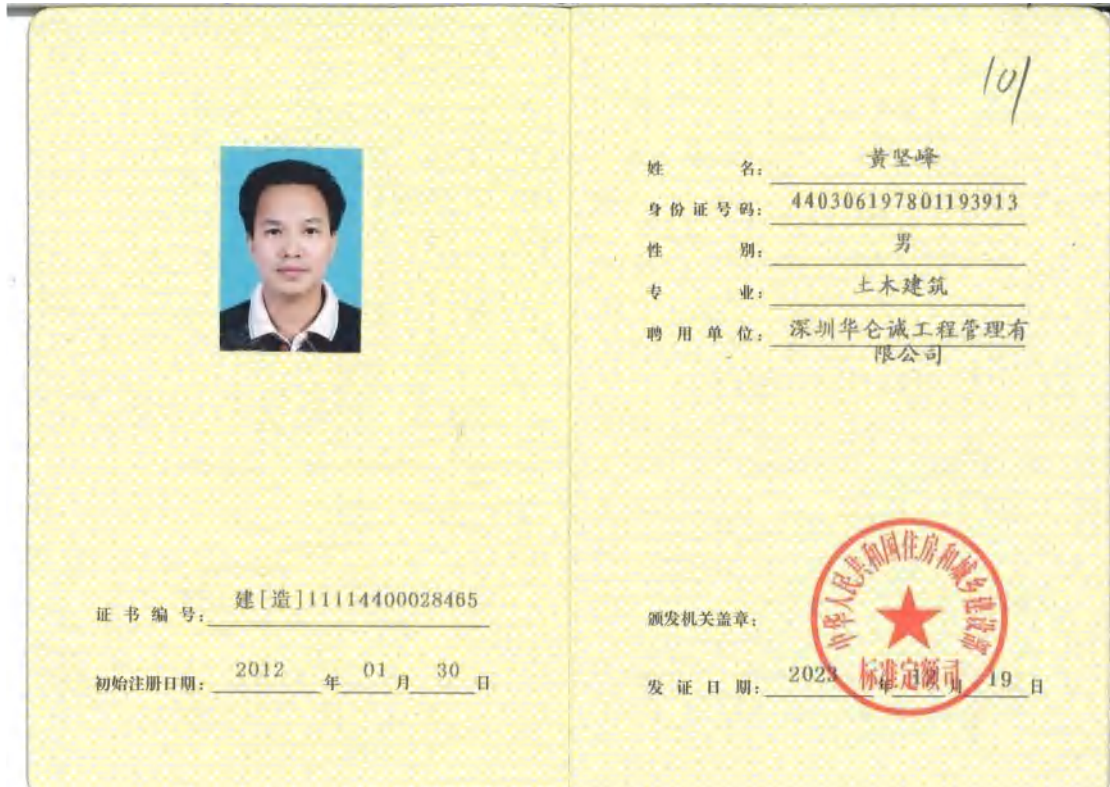 101
姓 名： 黄坚峰
身份证号码： 440306197801193913
性 别： 男
专 业： 土木建筑
聘用单位： 深圳华仑诚工程管理有
限公司
证书编号： 建[造]11114400028465
初始注册日期： 2012 年 01 月 30 日
颁发机关盖章：
中华人民共和国住房和城乡建设部
标准定额司
发证日期： 2023 年 12 月 19 日